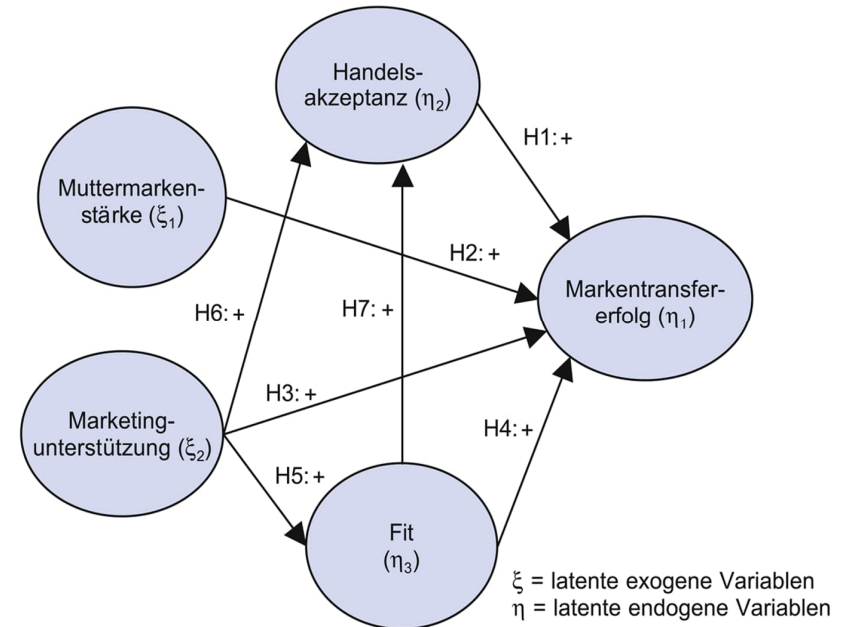 Handels-
akzeptanz (η₂)
H1: +
Muttermarken-
stärke (ξ₁)
H2: +
Markentransfer-
erfolg (η₁)
H6: +
H7: +
H3: +
Marketing-
unterstützung (ξ₂)
H4: +
H5: +
Fit
(η₃)
ξ = latente exogene Variablen
η = latente endogene Variablen